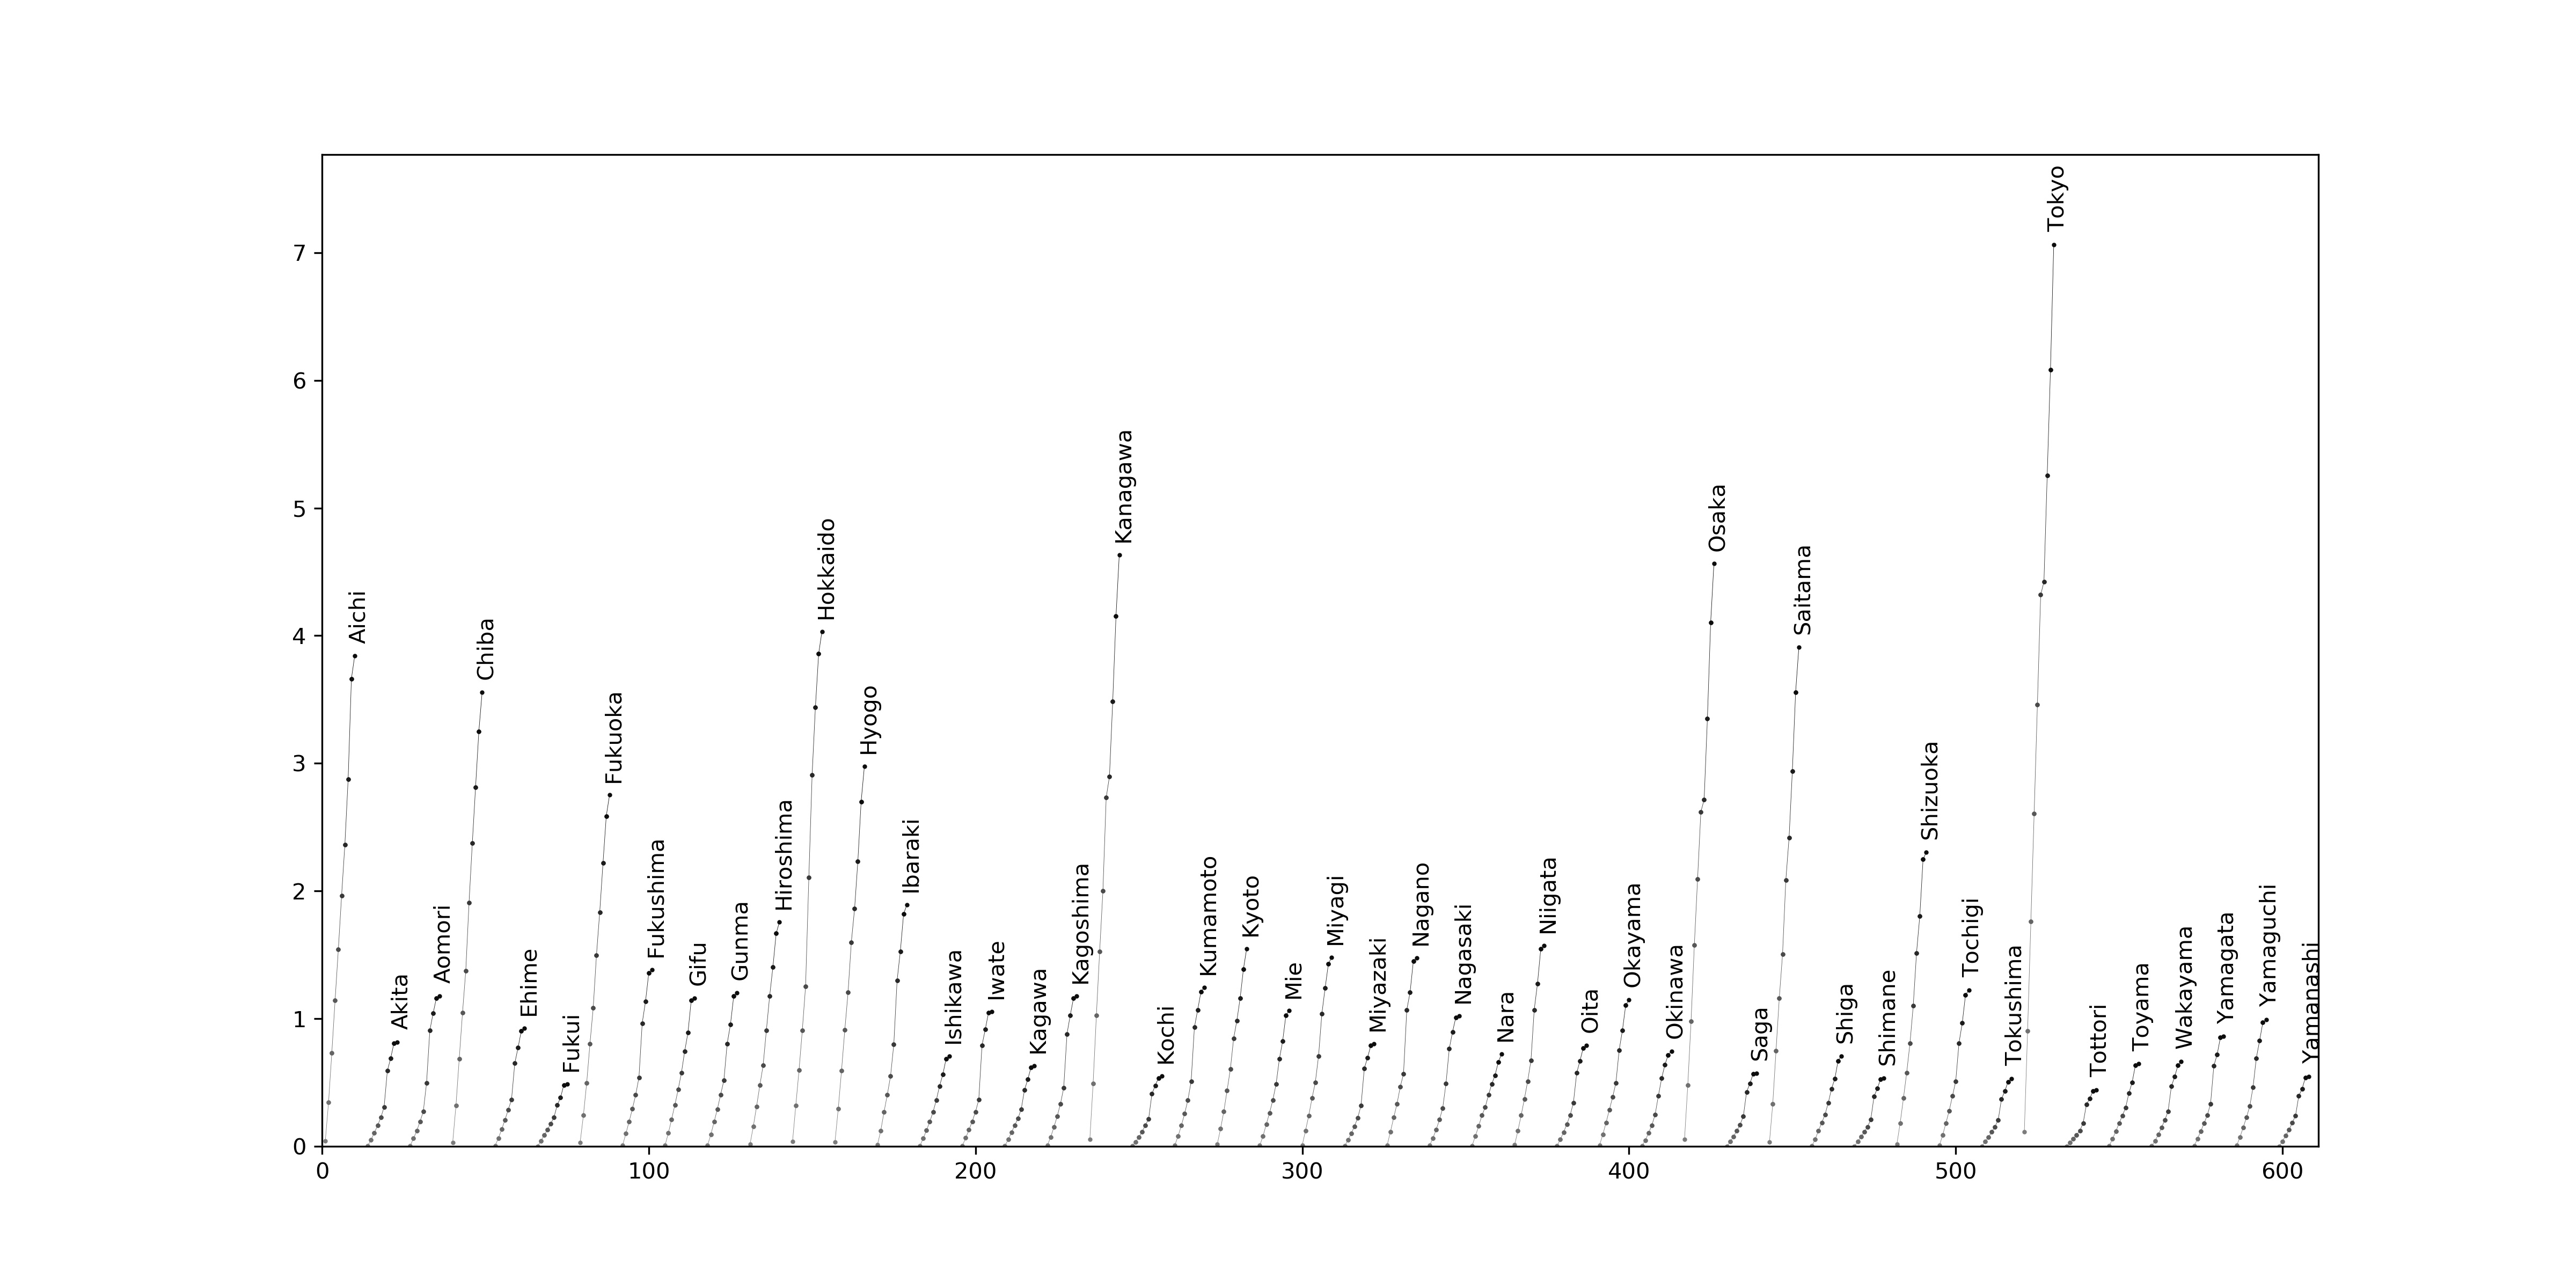 7
6
5
4
3
2
1
0
Aichi
Akita
Aomori
Chiba
Ehime
Fukui
Fukuoka
Fukushima
Gifu
Gunma
Hiroshima
Hokkaido
Hyogo
Ibaraki
Ishikawa
Iwate
Kagawa
Kagoshima
Kanagawa
Kochi
Kumamoto
Kyoto
Mie
Miyagi
Miyazaki
Nagano
Nagasaki
Nara
Niigata
Oita
Okayama
Okinawa
Osaka
Saga
Saitama
Shiga
Shimane
Shizuoka
Tochigi
Tokushima
Tokyo
Tottori
Toyama
Wakayama
Yamagata
Yamaguchi
Yamanashi
0 100 200 300 400 500 600